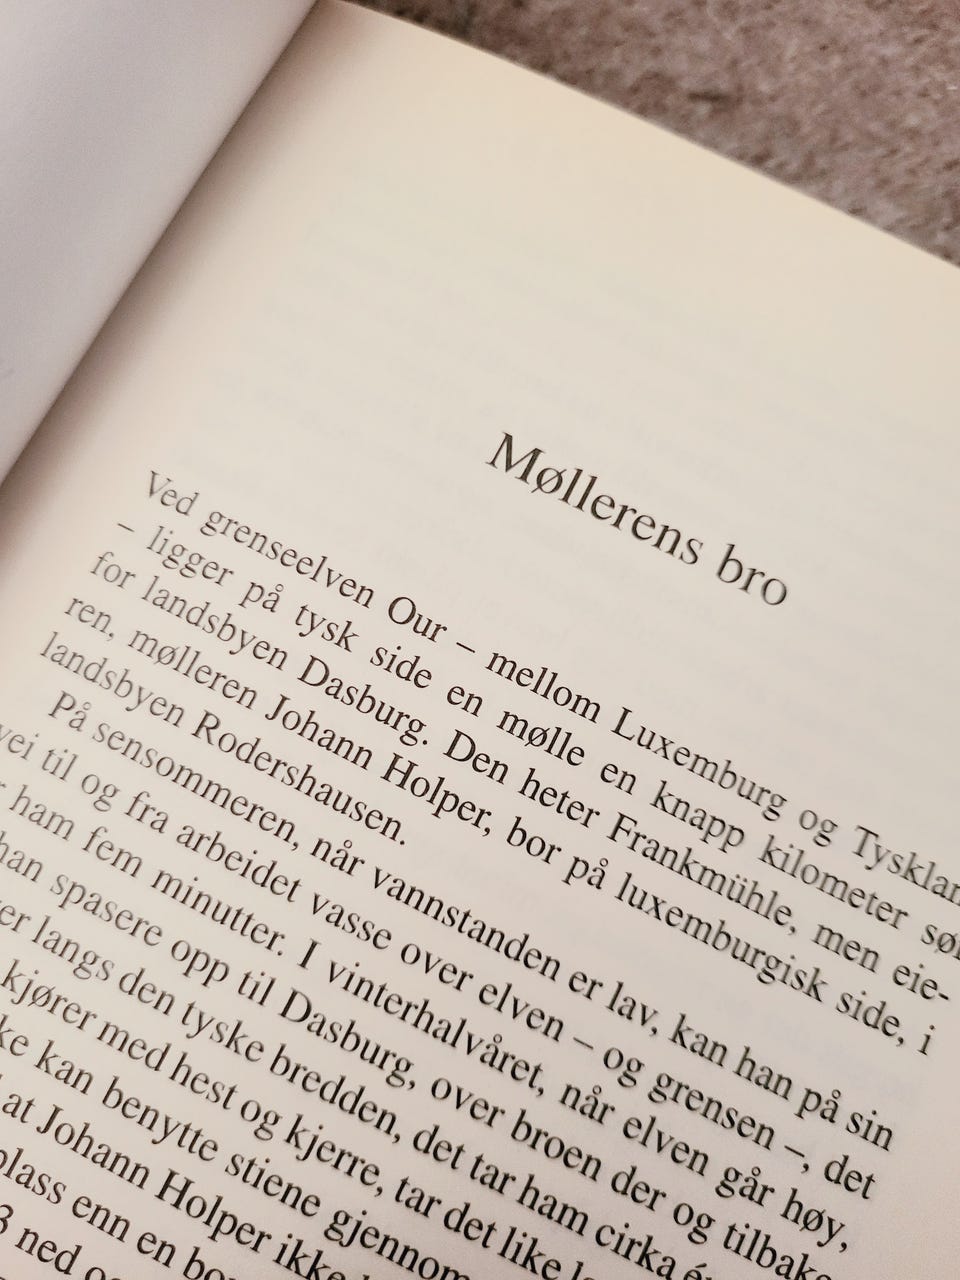 Møllerens bro
Ved grenseelven Our – mellom Luxemburg og
– ligger på tysk side en mølle en knapp kilometer
for landsbyen Dasburg. Den heter Frankmühle, men eie-
ren, mølleren Johann Holper, bor på luxemburgisk side, i
landsbyen Rodershausen.
På sensommeren, når vannstanden er lav, kan han på sin
vei til og fra arbeidet vasse over elven – og grensen –, det
ham fem minutter. I vinterhalvåret, når elven går høy,
han spasere opp til Dasburg, over broen der og tilbake
langs den tyske bredden, det tar ham cirka
kjører med hest og kjerre, tar det like
kan benytte stiene gjennom
at Johann Holper ikke
plass enn en
ned